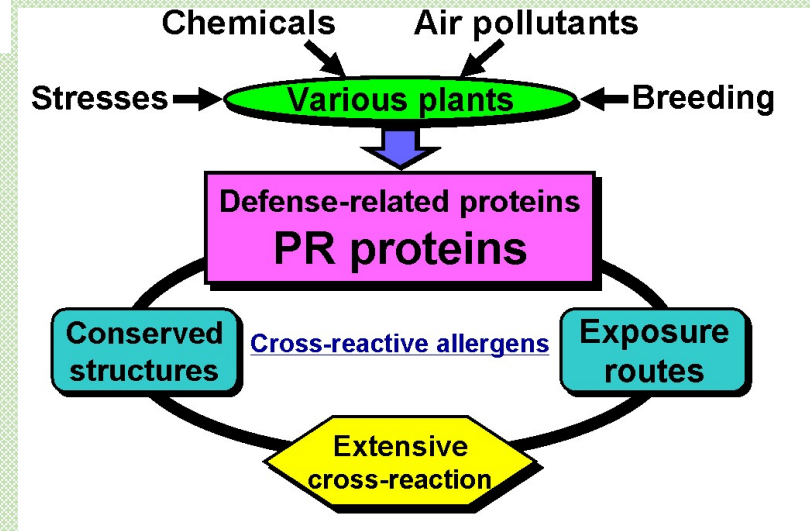 Chemicals Air pollutants
Stresses Various plants Breeding
Defense-related proteins
PR proteins
Conserved
structures
Cross-reactive allergens
Exposure
routes
Extensive
cross-reaction